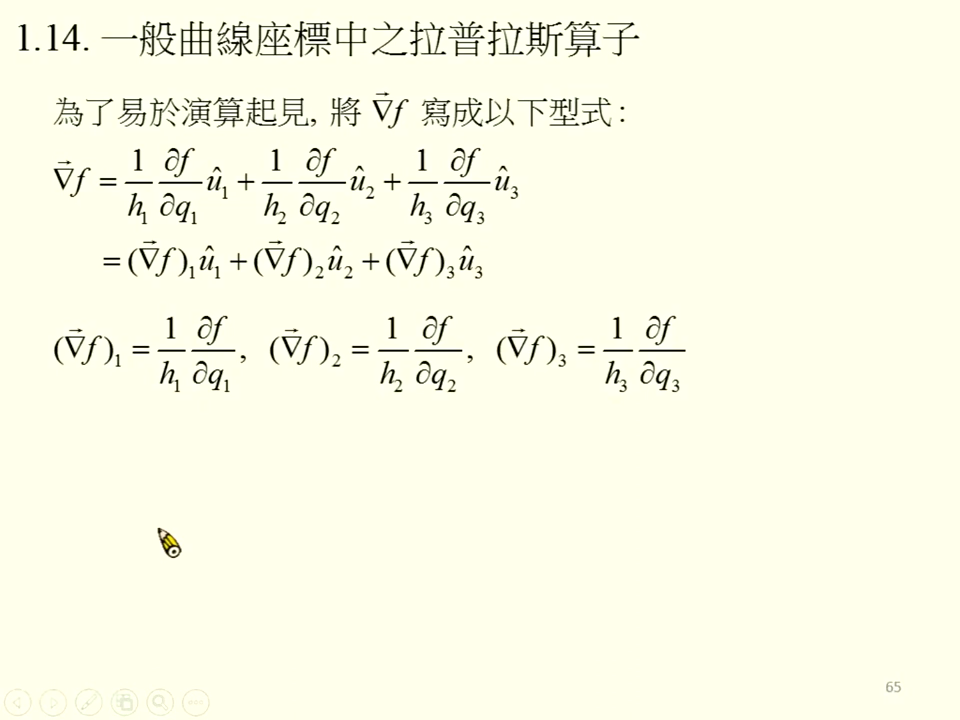 1.14. 一般曲線座標中之拉普拉斯算子
為了易於演算起見, 將 ∇⃗f 寫成以下型式:
∇⃗f = 1/h₁ ∂f/∂q₁ û₁ + 1/h₂ ∂f/∂q₂ û₂ + 1/h₃ ∂f/∂q₃ û₃
= (∇⃗f)₁û₁ + (∇⃗f)₂û₂ + (∇⃗f)₃û₃
(∇⃗f)₁ = 1/h₁ ∂f/∂q₁, (∇⃗f)₂ = 1/h₂ ∂f/∂q₂, (∇⃗f)₃ = 1/h₃ ∂f/∂q₃
65